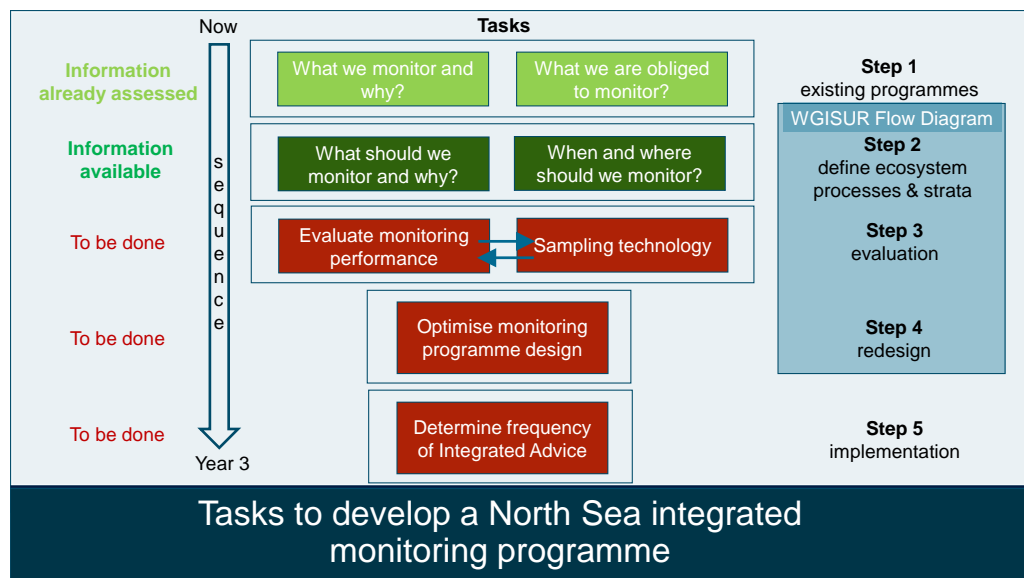 Now
Tasks
Information
already assessed
What we monitor and
why?
What we are obliged
to monitor?
Step 1
existing programmes
WGISUR Flow Diagram
Information
available
What should we
monitor and why?
When and where
should we monitor?
Step 2
define ecosystem
processes & strata
sequence
To be done
Evaluate monitoring
performance
Sampling technology
Step 3
evaluation
To be done
Optimise monitoring
programme design
Step 4
redesign
To be done
Determine frequency
of Integrated Advice
Step 5
implementation
Year 3
Tasks to develop a North Sea integrated
monitoring programme